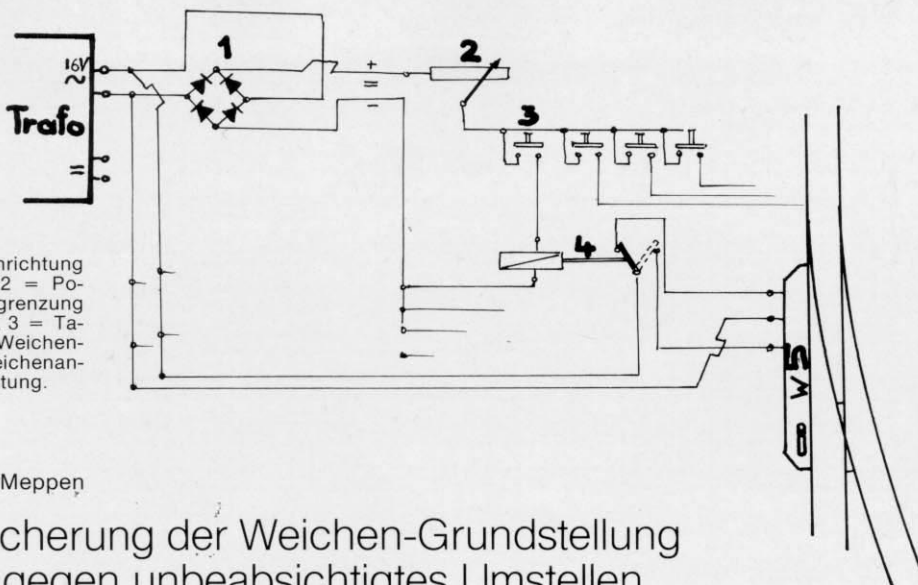 16V
~
Trafo
=
1
+
=
−
2
3
4
W5
nrichtung
2 = Po-
grenzung
3 = Ta-
Weichen-
eichenan-
tung.
Meppen
cherung der Weichen-Grundstellung
gegen unbeabsichtigtes Umstellen